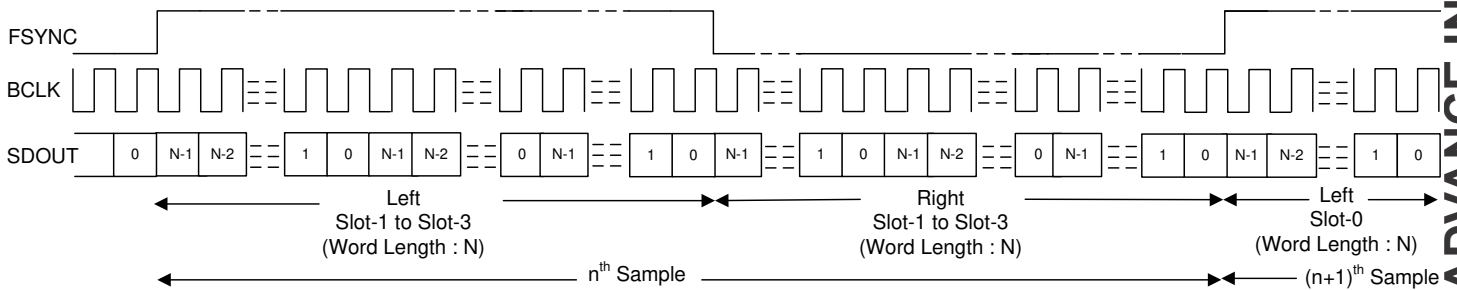 FSYNC
BCLK
SDOUT 0 N-1 N-2 1 0 N-1 N-2 0 N-1 1 0 N-1 1 0 N-1 N-2 0 N-1 1 0 N-1 N-2 1 0
Left
Slot-1 to Slot-3
(Word Length : N)
Right
Slot-1 to Slot-3
(Word Length : N)
Left
Slot-0
(Word Length : N)
nth Sample
(n+1)th Sample
ADVANCE IN